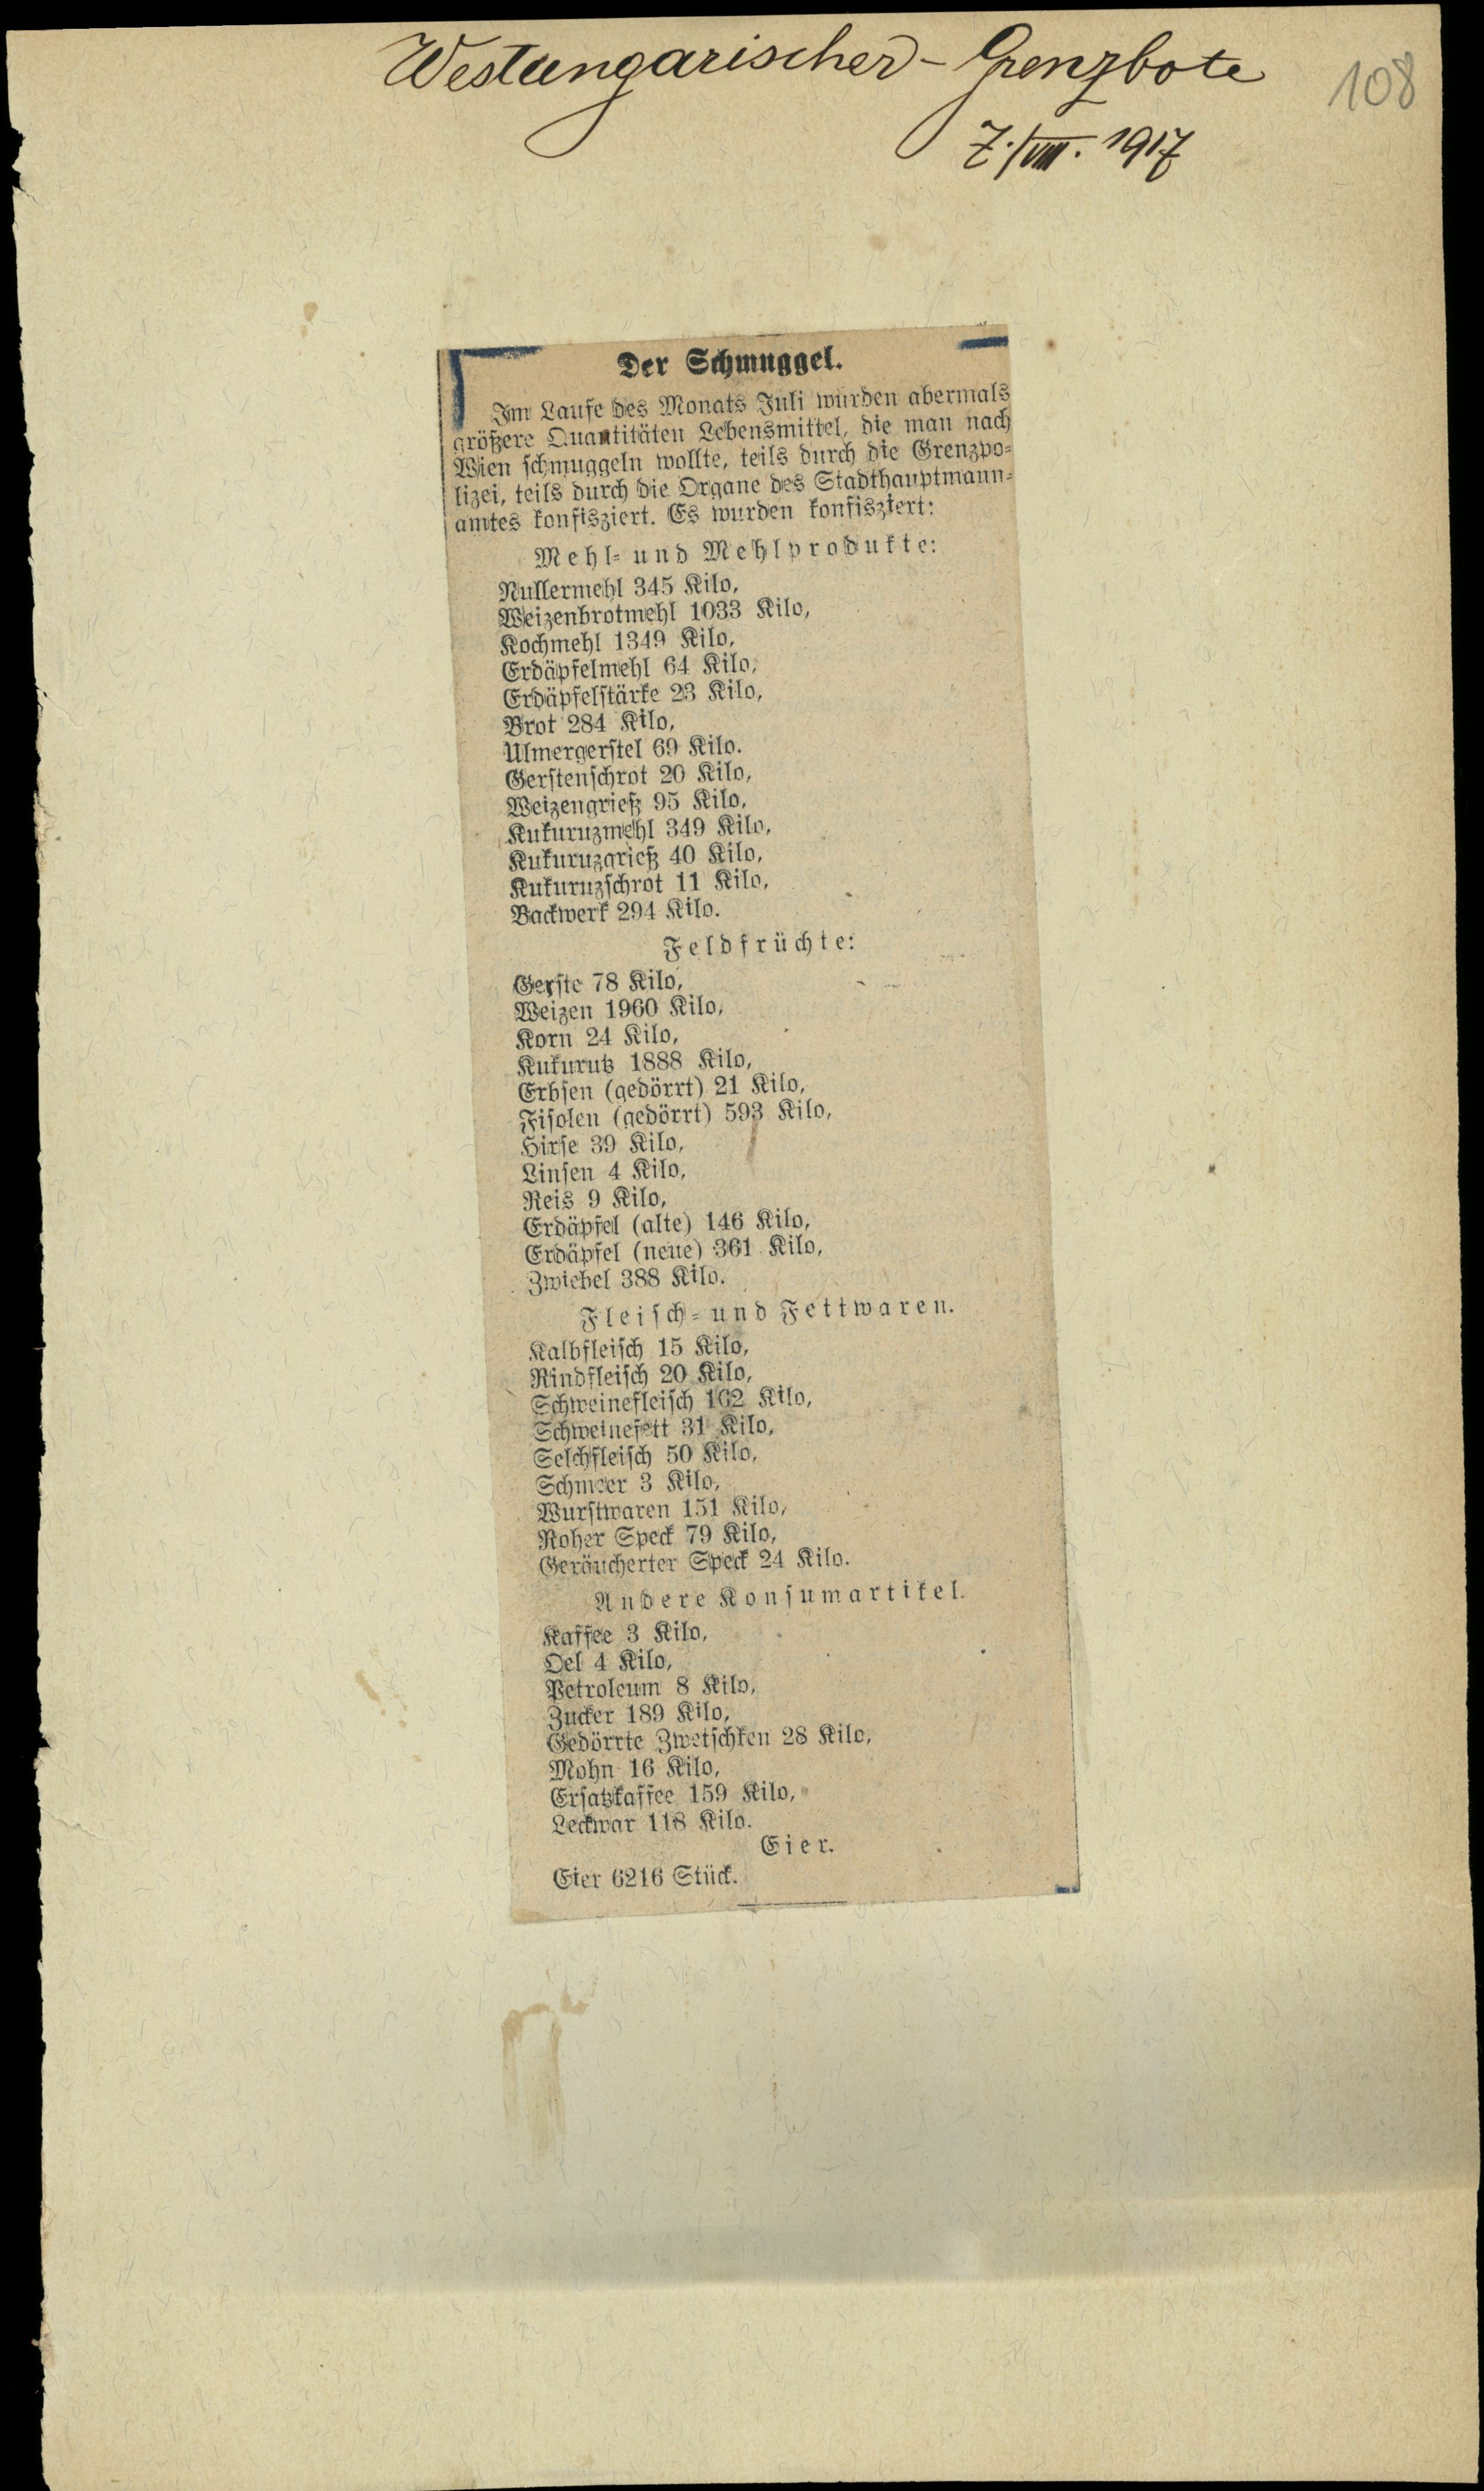 Westungarischer-Grenzbote
108
7./VIII. 1917
Der Schmuggel.
Im Laufe des Monats Juli wurden abermals
größere Quantitäten Lebensmittel, die man nach
Wien schmuggeln wollte, teils durch die Grenzpo-
lizei, teils durch die Organe des Stadthauptmann-
amtes konfisziert. Es wurden konfisziert:
Mehl- und Mehlprodukte:
Nullermehl 345 Kilo,
Weizenbrotmehl 1033 Kilo,
Kochmehl 1349 Kilo,
Erdäpfelmehl 64 Kilo,
Erdäpfelstärke 23 Kilo,
Brot 284 Kilo,
Ulmergerstel 69 Kilo.
Gerstenschrot 20 Kilo,
Weizengrieß 95 Kilo,
Kukuruzmehl 349 Kilo,
Kukuruzgrieß 40 Kilo,
Kukuruzschrot 11 Kilo,
Backwerk 294 Kilo.
Feldfrüchte:
Gerste 78 Kilo,
Weizen 1960 Kilo,
Korn 24 Kilo,
Kukurutz 1888 Kilo,
Erbsen (gedörrt) 21 Kilo,
Fisolen (gedörrt) 593 Kilo,
Hirse 39 Kilo,
Linsen 4 Kilo,
Reis 9 Kilo,
Erdäpfel (alte) 146 Kilo,
Erdäpfel (neue) 361 Kilo,
Zwiebel 388 Kilo.
Fleisch- und Fettwaren.
Kalbfleisch 15 Kilo,
Rindfleisch 20 Kilo,
Schweinefleisch 162 Kilo,
Schweinefett 31 Kilo,
Selchfleisch 50 Kilo,
Schmeer 3 Kilo,
Wurstwaren 151 Kilo,
Roher Speck 79 Kilo,
Geräucherter Speck 24 Kilo.
Andere Konsumartikel.
Kaffee 3 Kilo,
Oel 4 Kilo,
Petroleum 8 Kilo,
Zucker 189 Kilo,
Gedörrte Zwetschken 28 Kilo,
Mohn 16 Kilo,
Ersatzkaffee 159 Kilo,
Leckwar 118 Kilo.
Eier.
Eier 6216 Stück.